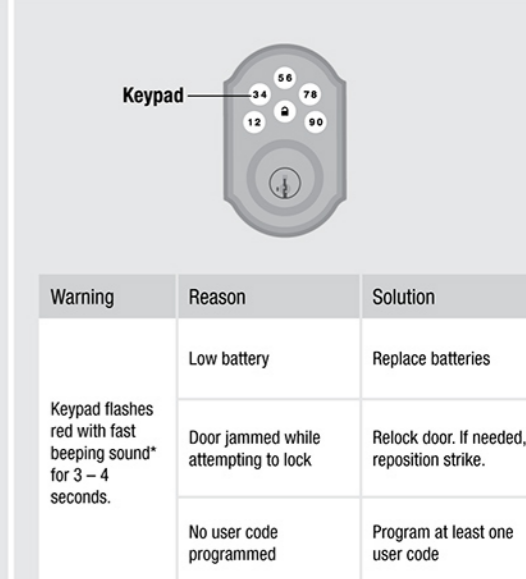 56
Keypad
34
78
12
90
Warning
Reason
Solution
Low battery
Replace batteries
Keypad flashes
red with fast
beeping sound*
for 3 – 4
seconds.
Door jammed while
attempting to lock
Relock door. If needed,
reposition strike.
No user code
programmed
Program at least one
user code